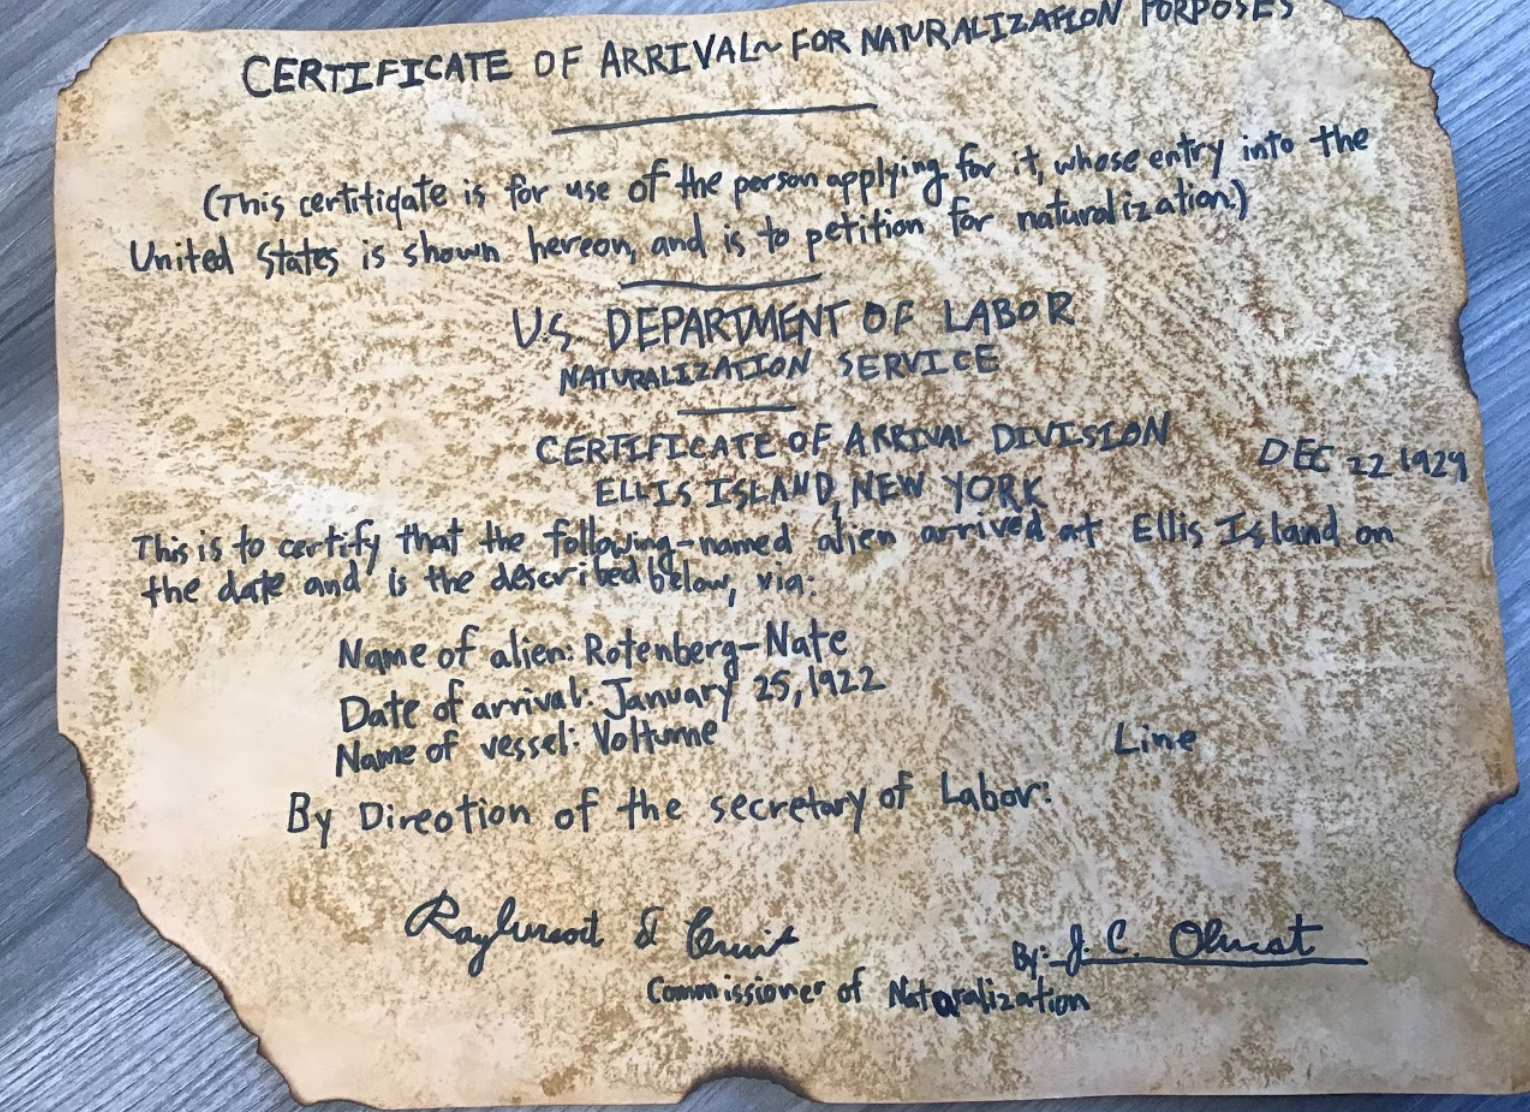 CERTIFICATE OF ARRIVAL~ FOR NATURALIZATION PURPOSES
(This certitiqate is for use of the person applying for it, whose entry into the
United States is shown hereon, and is to petition for naturalization.)
U.S. DEPARTMENT OF LABOR
NATURALIZATION SERVICE
CERTIFICATE OF ARRIVAL DIVISION
DEC 22 1929
ELLIS ISLAND, NEW YORK
This is to certify that the following-named alien arrived at Ellis Island on
the date and is the described below, via:
Name of alien: Rotenberg-Nate
Date of arrival: January 25, 1922
Name of vessel: Volturne Line
By Direotion of the secretary of Labor:
By: J. C.
Commissioner of Naturalization